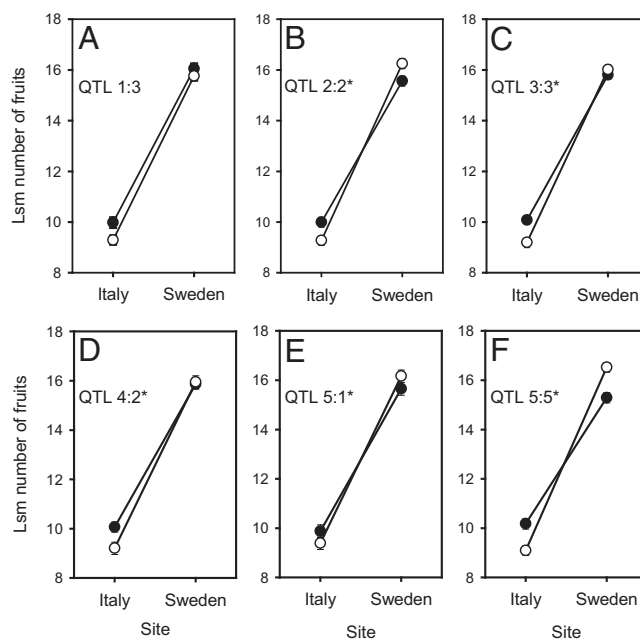 A
QTL 1:3
B
QTL 2:2*
C
QTL 3:3*
Lsm number of fruits
18
16
14
12
10
8
Italy Sweden
18
16
14
12
10
8
Italy Sweden
18
16
14
12
10
8
Italy Sweden
D
QTL 4:2*
E
QTL 5:1*
F
QTL 5:5*
Lsm number of fruits
18
16
14
12
10
8
Italy Sweden
Site
18
16
14
12
10
8
Italy Sweden
Site
18
16
14
12
10
8
Italy Sweden
Site